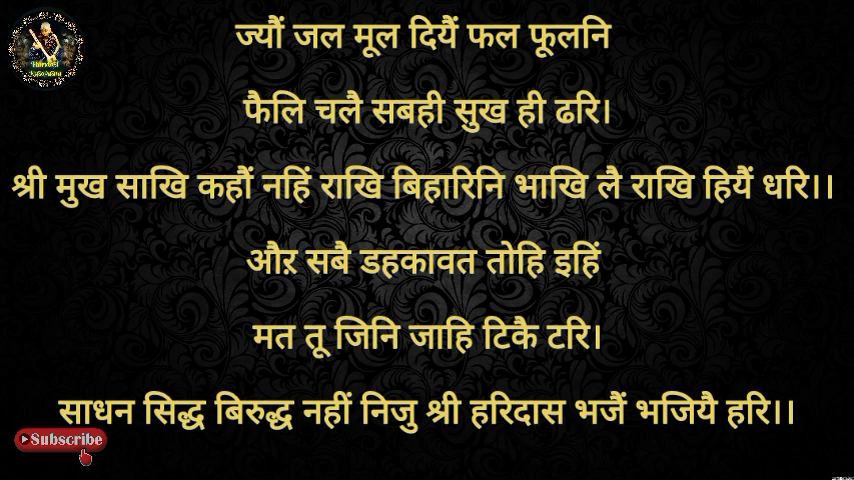 ज्यौं जल मूल दियैं फल फूलनि
फैलि चलै सबही सुख ही ढरि।
श्री मुख साखि कहौं नहिं राखि बिहारिनि भाखि लै राखि हियैं धरि।।
औऱ सबै डहकावत तोहि इहिं
मत तू जिनि जाहि टिकै टरि।
साधन सिद्ध बिरुद्ध नहीं निजु श्री हरिदास भजैं भजियै हरि।।
Subscribe